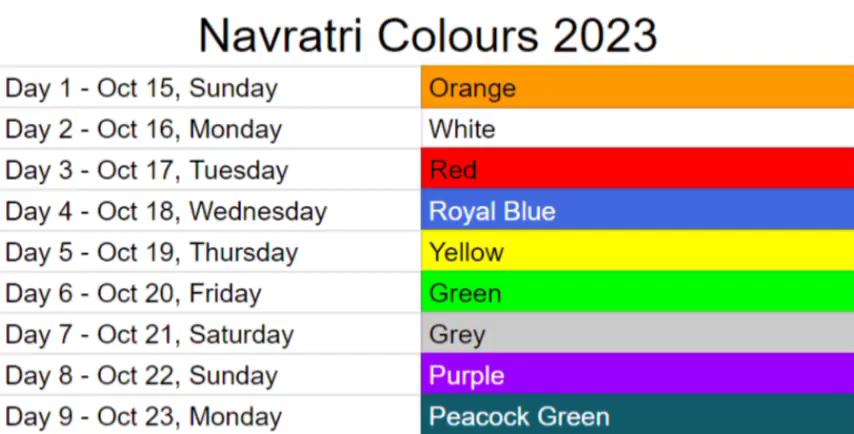 Navratri Colours 2023
Day 1 - Oct 15, Sunday Orange
Day 2 - Oct 16, Monday White
Day 3 - Oct 17, Tuesday Red
Day 4 - Oct 18, Wednesday Royal Blue
Day 5 - Oct 19, Thursday Yellow
Day 6 - Oct 20, Friday Green
Day 7 - Oct 21, Saturday Grey
Day 8 - Oct 22, Sunday Purple
Day 9 - Oct 23, Monday Peacock Green